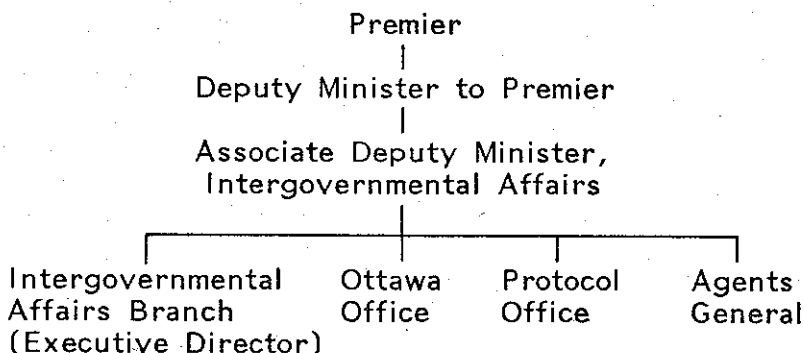 Premier
Deputy Minister to Premier
Associate Deputy Minister,
Intergovernmental Affairs
Intergovernmental Affairs Branch (Executive Director)
Ottawa Office
Protocol Office
Agents General